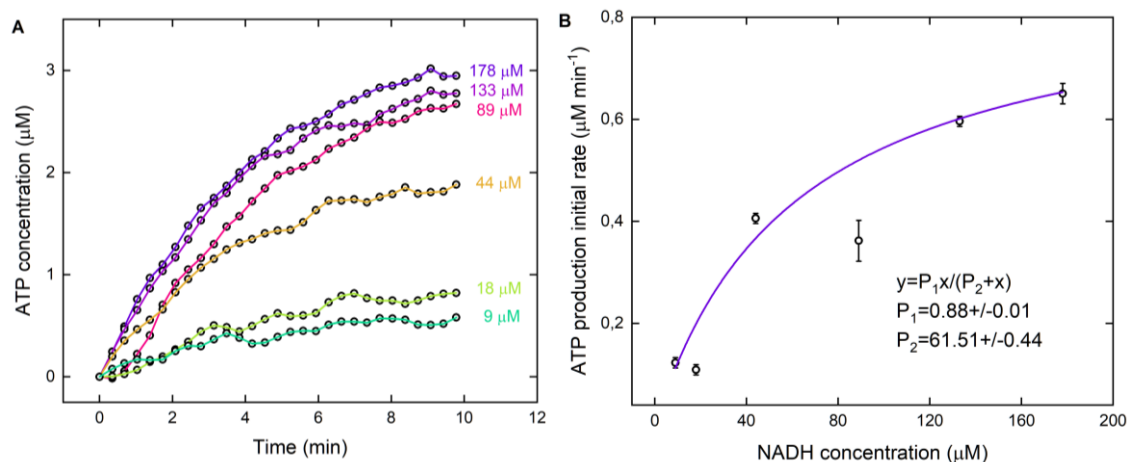 A
ATP concentration (μM)
3
2
1
0
178 μM
133 μM
89 μM
44 μM
18 μM
9 μM
0 2 4 6 8 10 12
Time (min)
B
ATP production initial rate (μM min⁻¹)
0,8
0,6
0,4
0,2
y=P₁x/(P₂+x)
P₁=0.88+/-0.01
P₂=61.51+/-0.44
0 40 80 120 160 200
NADH concentration (μM)